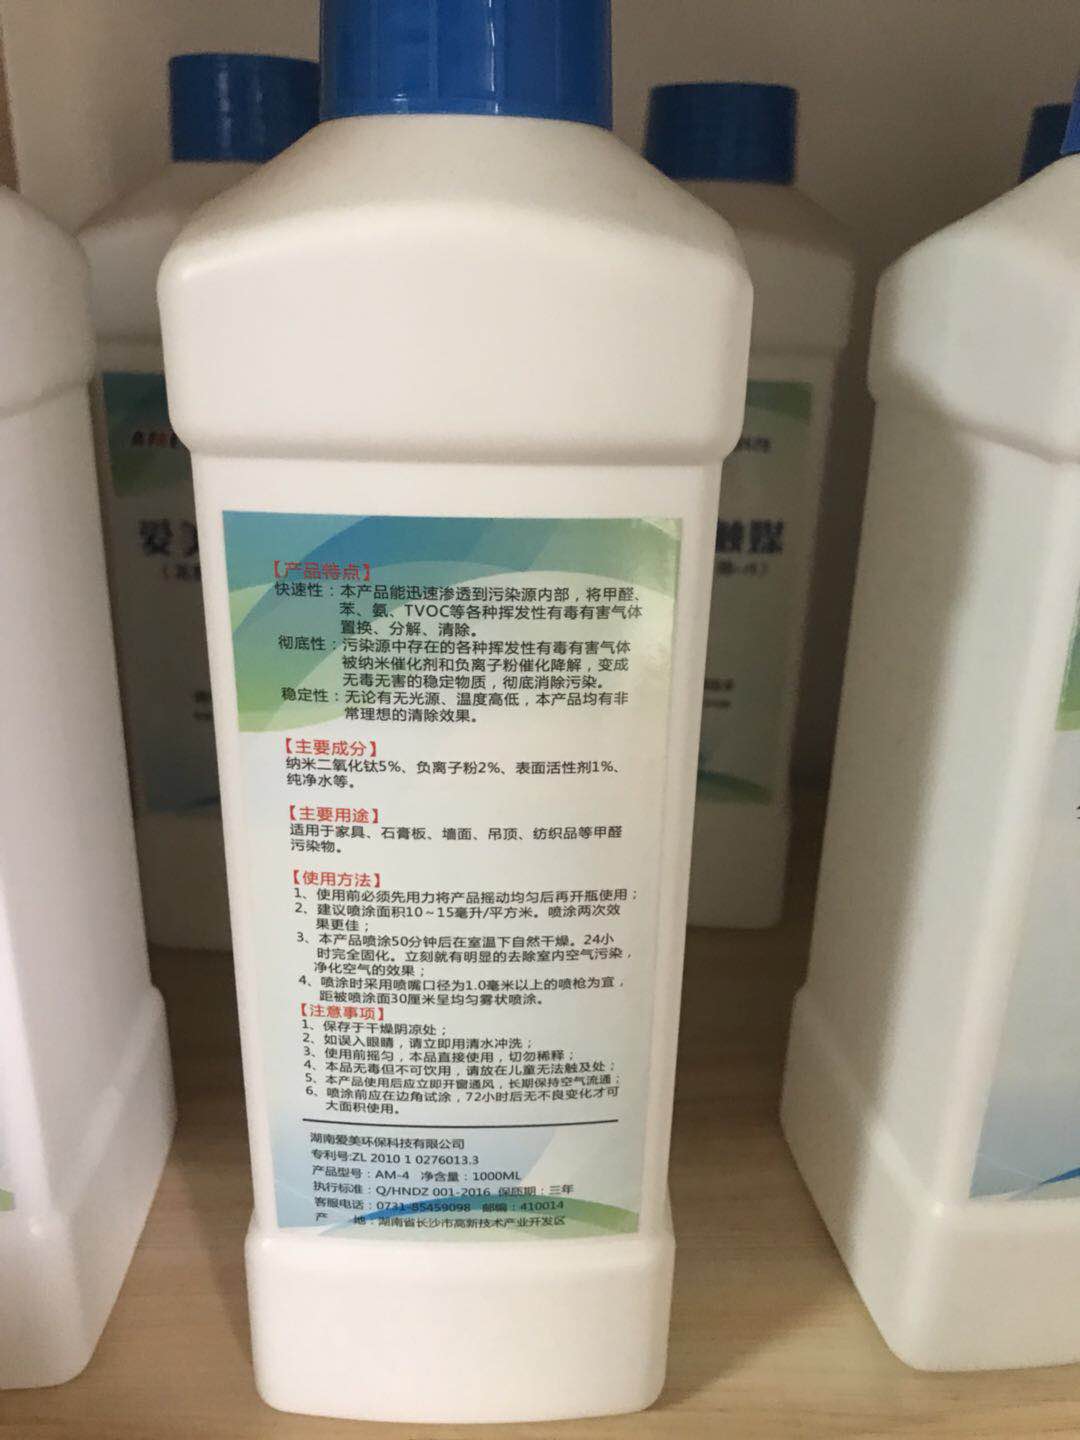 【产品特点】
快速性：本产品能迅速渗透到污染源内部，将甲醛、
苯、氨、TVOC等各种挥发性有毒有害气体
置换、分解、清除。
彻底性：污染源中存在的各种挥发性有毒有害气体
被纳米催化剂和负离子粉催化降解，变成
无毒无害的稳定物质，彻底消除污染。
稳定性：无论有无光源、温度高低，本产品均有非
常理想的清除效果。
【主要成分】
纳米二氧化钛5%、负离子粉2%、表面活性剂1%、
纯净水等。
【主要用途】
适用于家具、石膏板、墙面、吊顶、纺织品等甲醛
污染物。
【使用方法】
1、使用前必须先用力将产品摇动均匀后再开瓶使用；
2、建议喷涂面积10~15毫升/平方米。喷涂两次效
果更佳；
3、本产品喷涂50分钟后在室温下自然干燥。24小
时完全固化。立刻就有明显的去除室内空气污染，
净化空气的效果；
4、喷涂时采用喷嘴口径为1.0毫米以上的喷枪为宜，
距被喷涂面30厘米呈均匀雾状喷涂。
【注意事项】
1、保存于干燥阴凉处；
2、如误入眼睛，请立即用清水冲洗；
3、使用前摇匀，本品直接使用，切勿稀释；
4、本品无毒但不可饮用，请放在儿童无法触及处；
5、本产品使用后应立即开窗通风，长期保持空气流通；
6、喷涂前应在边角试涂，72小时后无不良变化才可
大面积使用。
湖南爱美环保科技有限公司
专利号:ZL 2010 1 0276013.3
产品型号：AM-4 净含量：1000ML
执行标准：Q/HNDZ 001-2016 保质期：三年
客服电话：0731-85459098 邮编：410014
产 地：湖南省长沙市高新技术产业开发区
爱美
触媒